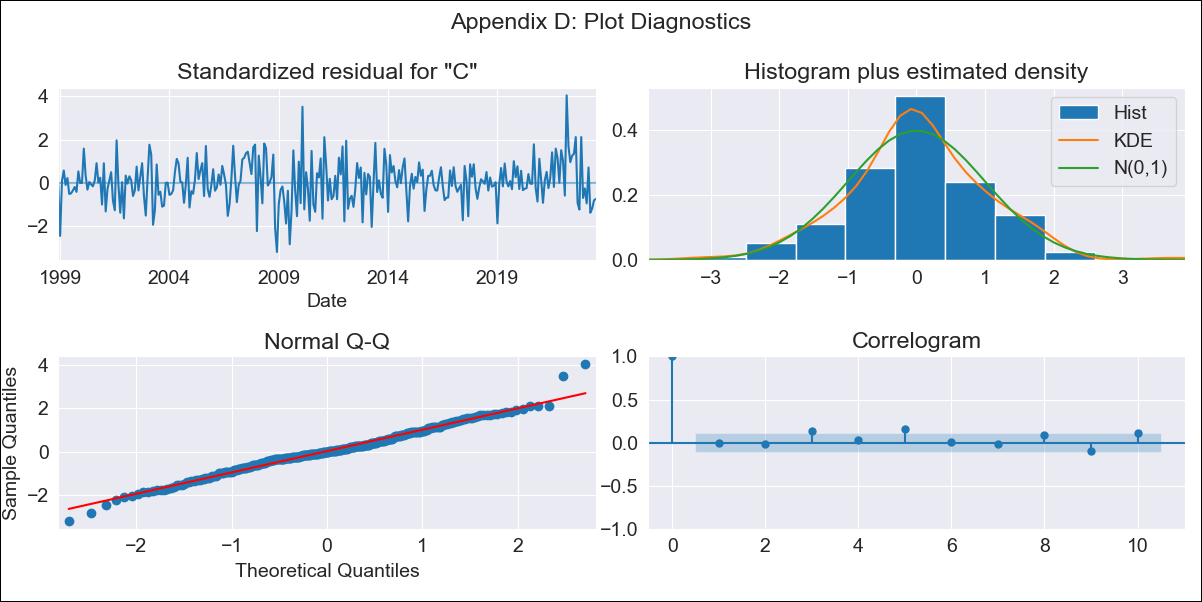 Appendix D: Plot Diagnostics
Standardized residual for "C"
4
2
0
−2
1999 2004 2009 2014 2019
Date
Histogram plus estimated density
0.4
0.2
0.0
−3 −2 −1 0 1 2 3
Hist
KDE
N(0,1)
Normal Q-Q
Sample Quantiles
4
2
0
−2
−2 −1 0 1 2
Theoretical Quantiles
Correlogram
1.0
0.5
0.0
−0.5
−1.0
0 2 4 6 8 10